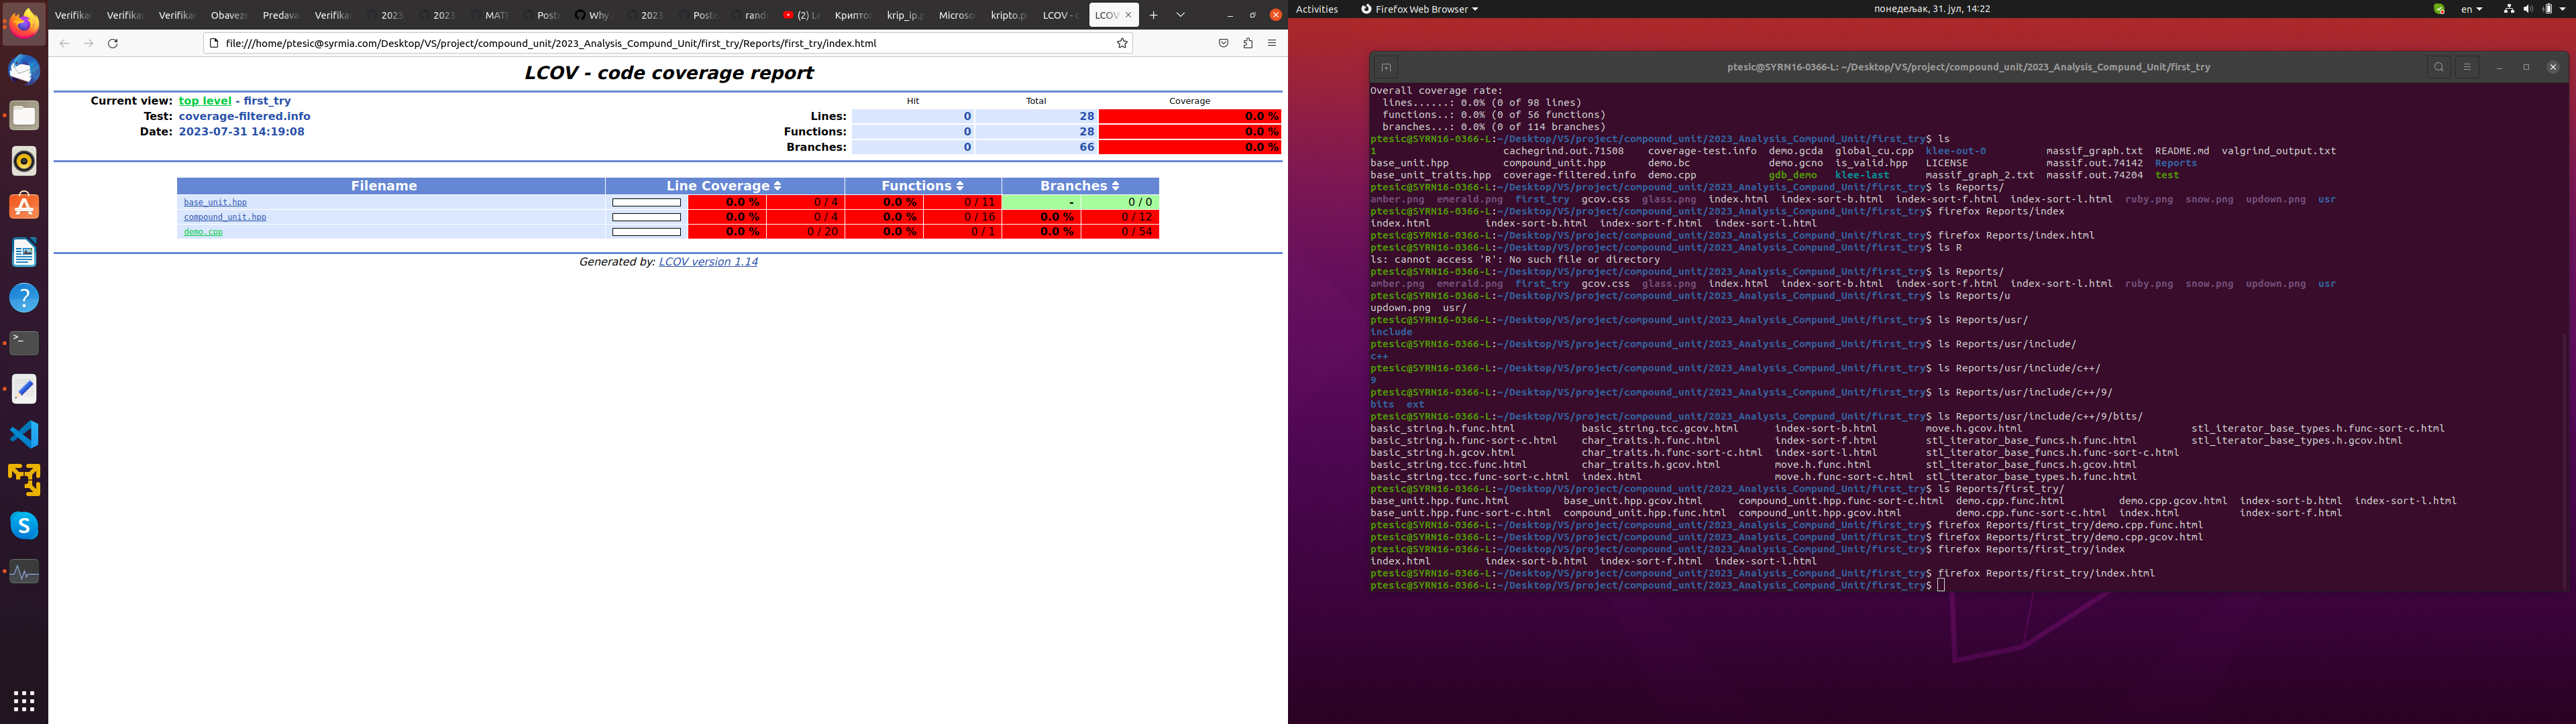 Verifika
Verifika
Verifika
Obaveze
Predava
Verifika
2023
2023
MATF
Poste
Why
2023
Poste
rand
(2) Le
Крипто
krip_ip.p
Microso
kripto.p
LCOV - c
LCOV
file:///home/ptesic@syrmia.com/Desktop/VS/project/compound_unit/2023_Analysis_Compund_Unit/first_try/Reports/first_try/index.html
LCOV - code coverage report
Current view: top level - first_try
Test: coverage-filtered.info
Date: 2023-07-31 14:19:08
Hit Total Coverage
Lines: 0 28 0.0 %
Functions: 0 28 0.0 %
Branches: 0 66 0.0 %
Filename Line Coverage Functions Branches
base_unit.hpp 0.0 % 0 / 4 0.0 % 0 / 11 - 0 / 0
compound_unit.hpp 0.0 % 0 / 4 0.0 % 0 / 16 0.0 % 0 / 12
demo.cpp 0.0 % 0 / 20 0.0 % 0 / 1 0.0 % 0 / 54
Generated by: LCOV version 1.14
Activities Firefox Web Browser понедељак, 31. јул, 14:22 en
ptesic@SYRN16-0366-L: ~/Desktop/VS/project/compound_unit/2023_Analysis_Compund_Unit/first_try
Overall coverage rate:
lines......: 0.0% (0 of 98 lines)
functions..: 0.0% (0 of 56 functions)
branches...: 0.0% (0 of 114 branches)
ptesic@SYRN16-0366-L:~/Desktop/VS/project/compound_unit/2023_Analysis_Compund_Unit/first_try$ ls
1 cachegrind.out.71508 coverage-test.info demo.gcda global_cu.cpp klee-out-0 massif_graph.txt README.md valgrind_output.txt
base_unit.hpp compound_unit.hpp demo.bc demo.gcno is_valid.hpp LICENSE massif.out.74142 Reports
base_unit_traits.hpp coverage-filtered.info demo.cpp gdb_demo klee-last massif_graph_2.txt massif.out.74204 test
ptesic@SYRN16-0366-L:~/Desktop/VS/project/compound_unit/2023_Analysis_Compund_Unit/first_try$ ls Reports/
amber.png emerald.png first_try gcov.css glass.png index.html index-sort-b.html index-sort-f.html index-sort-l.html ruby.png snow.png updown.png usr
ptesic@SYRN16-0366-L:~/Desktop/VS/project/compound_unit/2023_Analysis_Compund_Unit/first_try$ firefox Reports/index
index.html index-sort-b.html index-sort-f.html index-sort-l.html
ptesic@SYRN16-0366-L:~/Desktop/VS/project/compound_unit/2023_Analysis_Compund_Unit/first_try$ firefox Reports/index.html
ptesic@SYRN16-0366-L:~/Desktop/VS/project/compound_unit/2023_Analysis_Compund_Unit/first_try$ ls R
ls: cannot access 'R': No such file or directory
ptesic@SYRN16-0366-L:~/Desktop/VS/project/compound_unit/2023_Analysis_Compund_Unit/first_try$ ls Reports/
amber.png emerald.png first_try gcov.css glass.png index.html index-sort-b.html index-sort-f.html index-sort-l.html ruby.png snow.png updown.png usr
ptesic@SYRN16-0366-L:~/Desktop/VS/project/compound_unit/2023_Analysis_Compund_Unit/first_try$ ls Reports/u
updown.png usr/
ptesic@SYRN16-0366-L:~/Desktop/VS/project/compound_unit/2023_Analysis_Compund_Unit/first_try$ ls Reports/usr/
include
ptesic@SYRN16-0366-L:~/Desktop/VS/project/compound_unit/2023_Analysis_Compund_Unit/first_try$ ls Reports/usr/include/
c++
ptesic@SYRN16-0366-L:~/Desktop/VS/project/compound_unit/2023_Analysis_Compund_Unit/first_try$ ls Reports/usr/include/c++/
9
ptesic@SYRN16-0366-L:~/Desktop/VS/project/compound_unit/2023_Analysis_Compund_Unit/first_try$ ls Reports/usr/include/c++/9/
bits ext
ptesic@SYRN16-0366-L:~/Desktop/VS/project/compound_unit/2023_Analysis_Compund_Unit/first_try$ ls Reports/usr/include/c++/9/bits/
basic_string.h.func.html basic_string.tcc.gcov.html index-sort-b.html move.h.gcov.html stl_iterator_base_types.h.func-sort-c.html
basic_string.h.func-sort-c.html char_traits.h.func.html index-sort-f.html stl_iterator_base_funcs.h.func.html stl_iterator_base_types.h.gcov.html
basic_string.h.gcov.html char_traits.h.func-sort-c.html index-sort-l.html stl_iterator_base_funcs.h.func-sort-c.html
basic_string.tcc.func.html char_traits.h.gcov.html move.h.func.html stl_iterator_base_funcs.h.gcov.html
basic_string.tcc.func-sort-c.html index.html move.h.func-sort-c.html stl_iterator_base_types.h.func.html
ptesic@SYRN16-0366-L:~/Desktop/VS/project/compound_unit/2023_Analysis_Compund_Unit/first_try$ ls Reports/first_try/
base_unit.hpp.func.html base_unit.hpp.gcov.html compound_unit.hpp.func-sort-c.html demo.cpp.func.html demo.cpp.gcov.html index-sort-b.html index-sort-l.html
base_unit.hpp.func-sort-c.html compound_unit.hpp.func.html compound_unit.hpp.gcov.html demo.cpp.func-sort-c.html index.html index-sort-f.html
ptesic@SYRN16-0366-L:~/Desktop/VS/project/compound_unit/2023_Analysis_Compund_Unit/first_try$ firefox Reports/first_try/demo.cpp.func.html
ptesic@SYRN16-0366-L:~/Desktop/VS/project/compound_unit/2023_Analysis_Compund_Unit/first_try$ firefox Reports/first_try/demo.cpp.gcov.html
ptesic@SYRN16-0366-L:~/Desktop/VS/project/compound_unit/2023_Analysis_Compund_Unit/first_try$ firefox Reports/first_try/index
index.html index-sort-b.html index-sort-f.html index-sort-l.html
ptesic@SYRN16-0366-L:~/Desktop/VS/project/compound_unit/2023_Analysis_Compund_Unit/first_try$ firefox Reports/first_try/index.html
ptesic@SYRN16-0366-L:~/Desktop/VS/project/compound_unit/2023_Analysis_Compund_Unit/first_try$